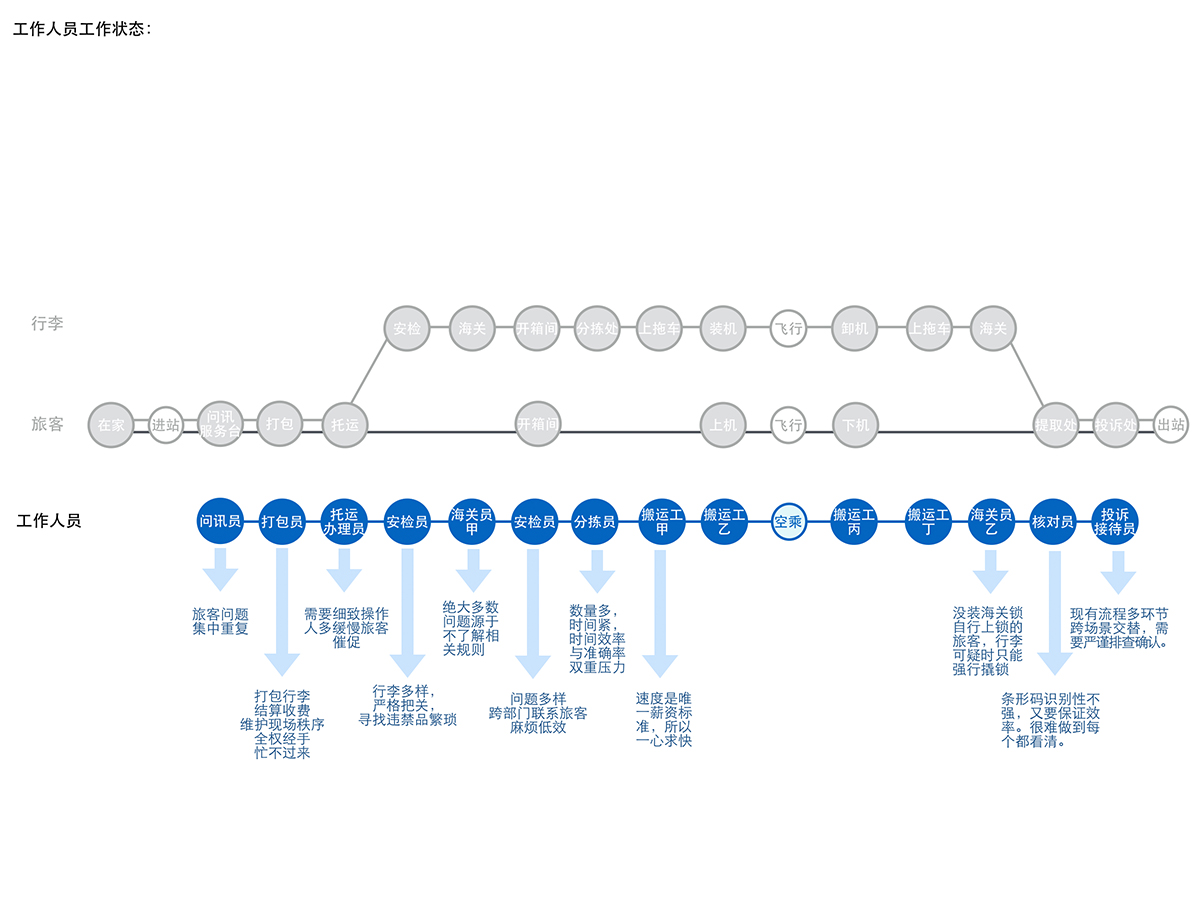 工作人员工作状态：
行李
安检
海关
开箱间
分拣处
上拖车
装机
飞行
卸机
上拖车
海关
旅客
在家
进站
问讯
服务台
打包
托运
开箱间
上机
飞行
下机
提取处
投诉处
出站
工作人员
问讯员
打包员
托运
办理员
安检员
海关员
甲
安检员
分拣员
搬运工
甲
搬运工
乙
空乘
搬运工
丙
搬运工
丁
海关员
乙
核对员
投诉
接待员
旅客问题
集中重复
打包行李
结算收费
维护现场秩序
全权经手
忙不过来
需要细致操作
人多缓慢旅客
催促
行李多样，
严格把关，
寻找违禁品繁琐
绝大多数
问题源于
不了解相
关规则
问题多样
跨部门联系旅客
麻烦低效
数量多，
时间紧，
时间效率
与准确率
双重压力
速度是唯
一薪资标
准，所以
一心求快
没装海关锁
自行上锁的
旅客，行李
可疑时只能
强行撬锁
条形码识别性不
强，又要保证效
率。很难做到每
个都看清。
现有流程多环节
跨场景交替，需
要严谨排查确认。